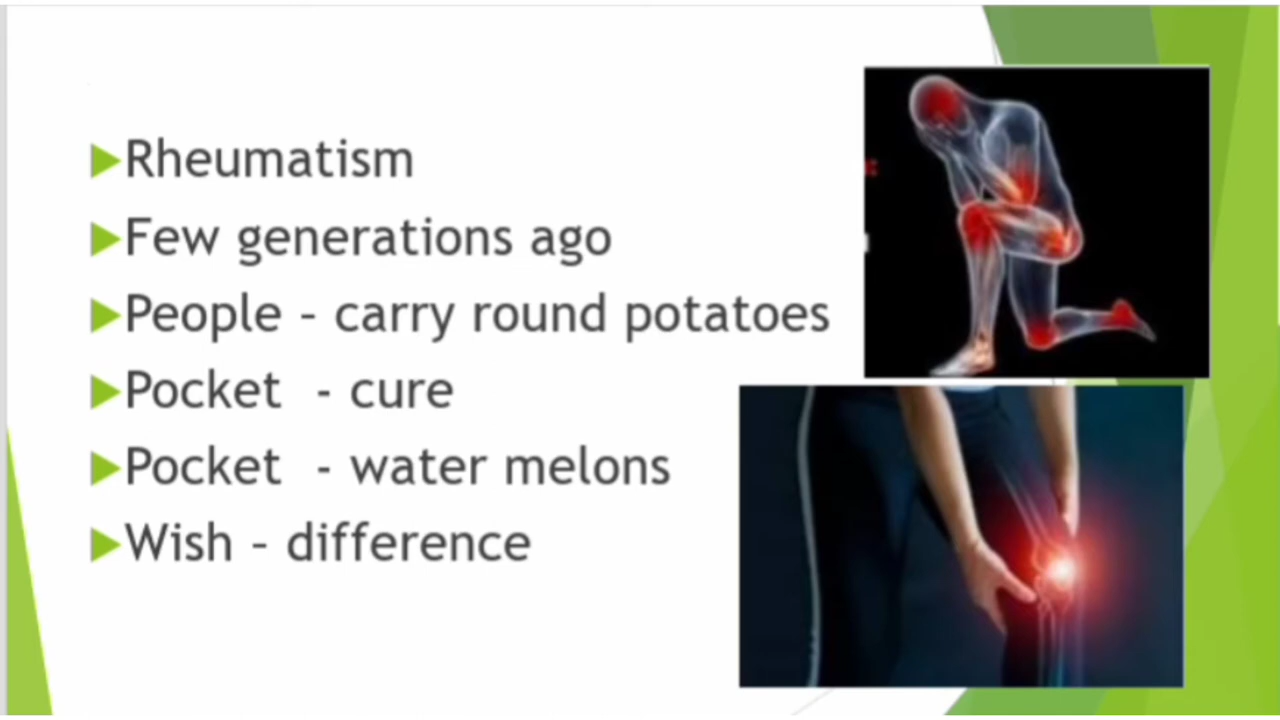 Rheumatism
Few generations ago
People – carry round potatoes
Pocket - cure
Pocket - water melons
Wish – difference